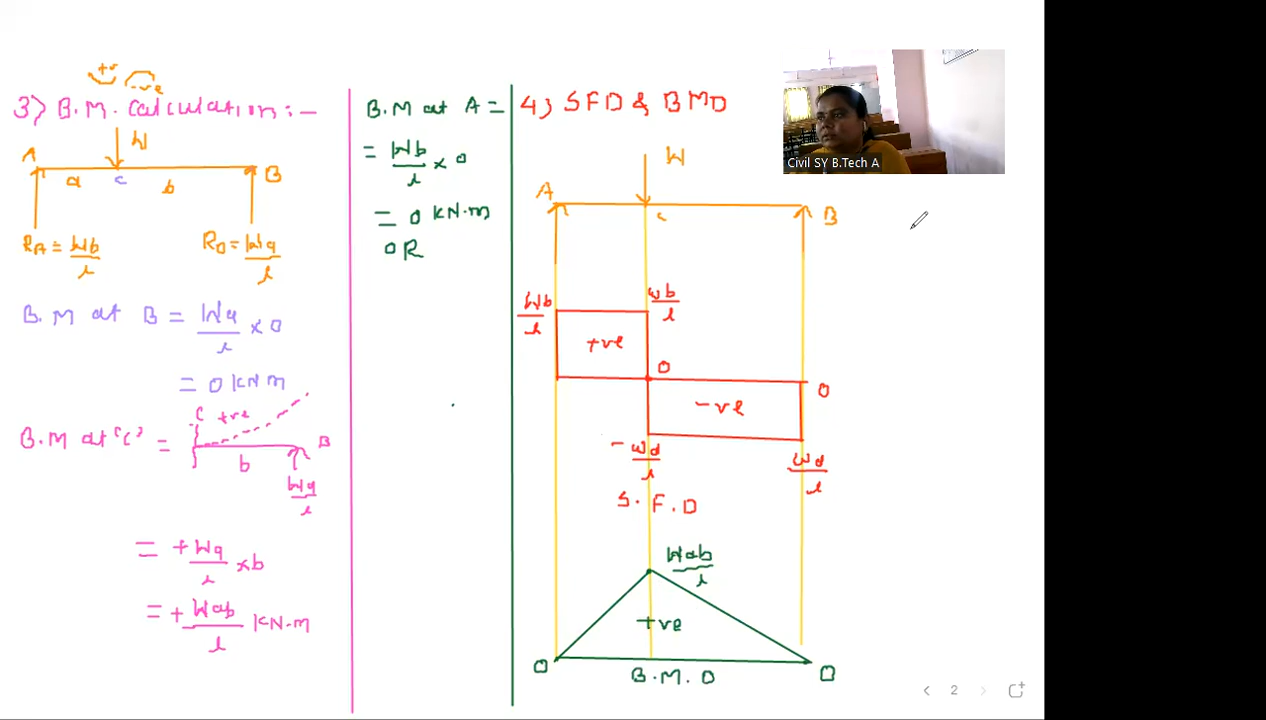 +v -ve
3) B.M. Calculation:-
W
A B
a c b
RA = Wb/l RB = Wa/l
B.M at B = Wa/l × 0
= 0 kNm
B.M at 'C' =
C +ve
B
b
Wa/l
= + Wa/l × b
= + Wab/l kN.m
B.M at A =
= Wb/l × 0
= 0 kN.m
OR
4) SFD & BMD
W
A c B
Wb/l wb/l
+ve
0 0
-ve
- wa/l wa/l
S.F.D
Wab/l
+ve
0 0
B.M.D
Civil SY B.Tech A
2